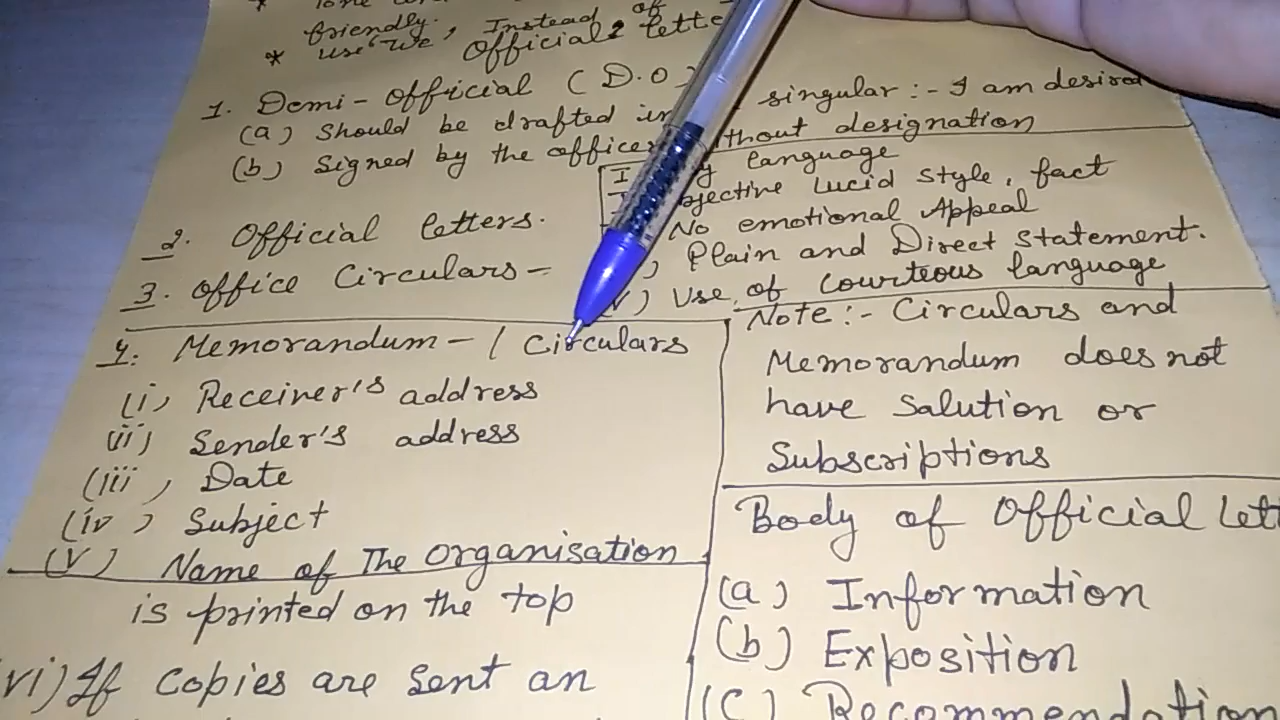 friendly.
* use 'we', Instead of
Official letter
1. Demi - Official ( D.O )
(a) Should be drafted in singular :- I am desired
(b) Signed by the officer without designation
language
Lucid style, fact
No emotional Appeal
Plain and Direct Statement.
v) Use of Courteous language
2. Official letters.
3. Office Circulars -
4. Memorandum - ( Circulars
(i) Receiver's address
(ii) Sender's address
(iii) Date
(iv) Subject
(v) Name of The Organisation
is printed on the top
(vi) If copies are sent an
Note :- Circulars and
Memorandum does not
have Salution or
Subscriptions
Body of Official Lett
(a) Information
(b) Exposition
(c) Recommendation